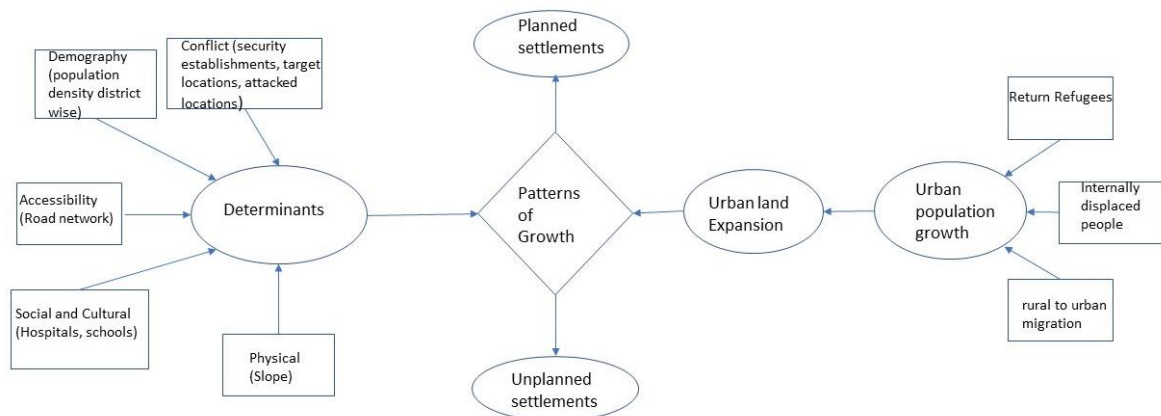 Planned
settlements
Demography
(population
density district
wise)
Conflict (security
establishments, target
locations, attacked
locations)
Return Refugees
Accessibility
(Road network)
Determinants
Patterns
of
Growth
Urban land
Expansion
Urban
population
growth
Internally
displaced
people
Social and Cultural
(Hospitals, schools)
Physical
(Slope)
rural to urban
migration
Unplanned
settlements